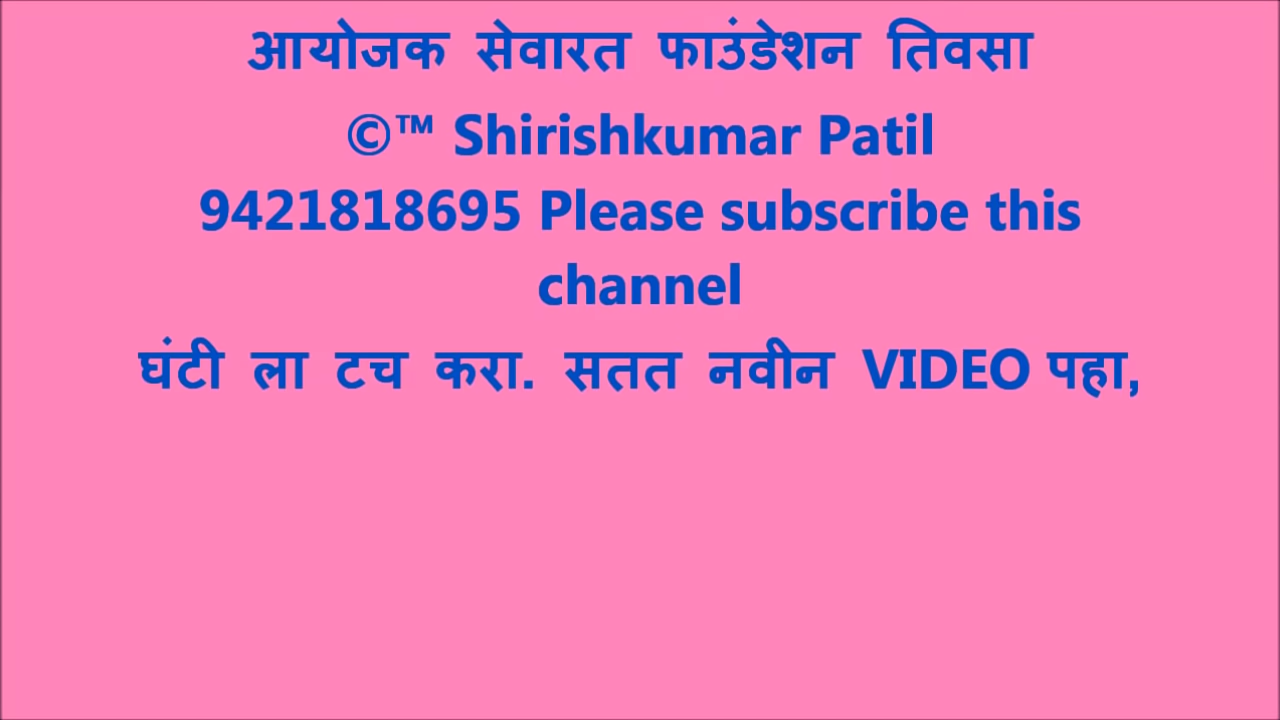 आयोजक सेवारत फाउंडेशन तिवसा
©™ Shirishkumar Patil
9421818695 Please subscribe this
channel
घंटी ला टच करा. सतत नवीन VIDEO पहा,